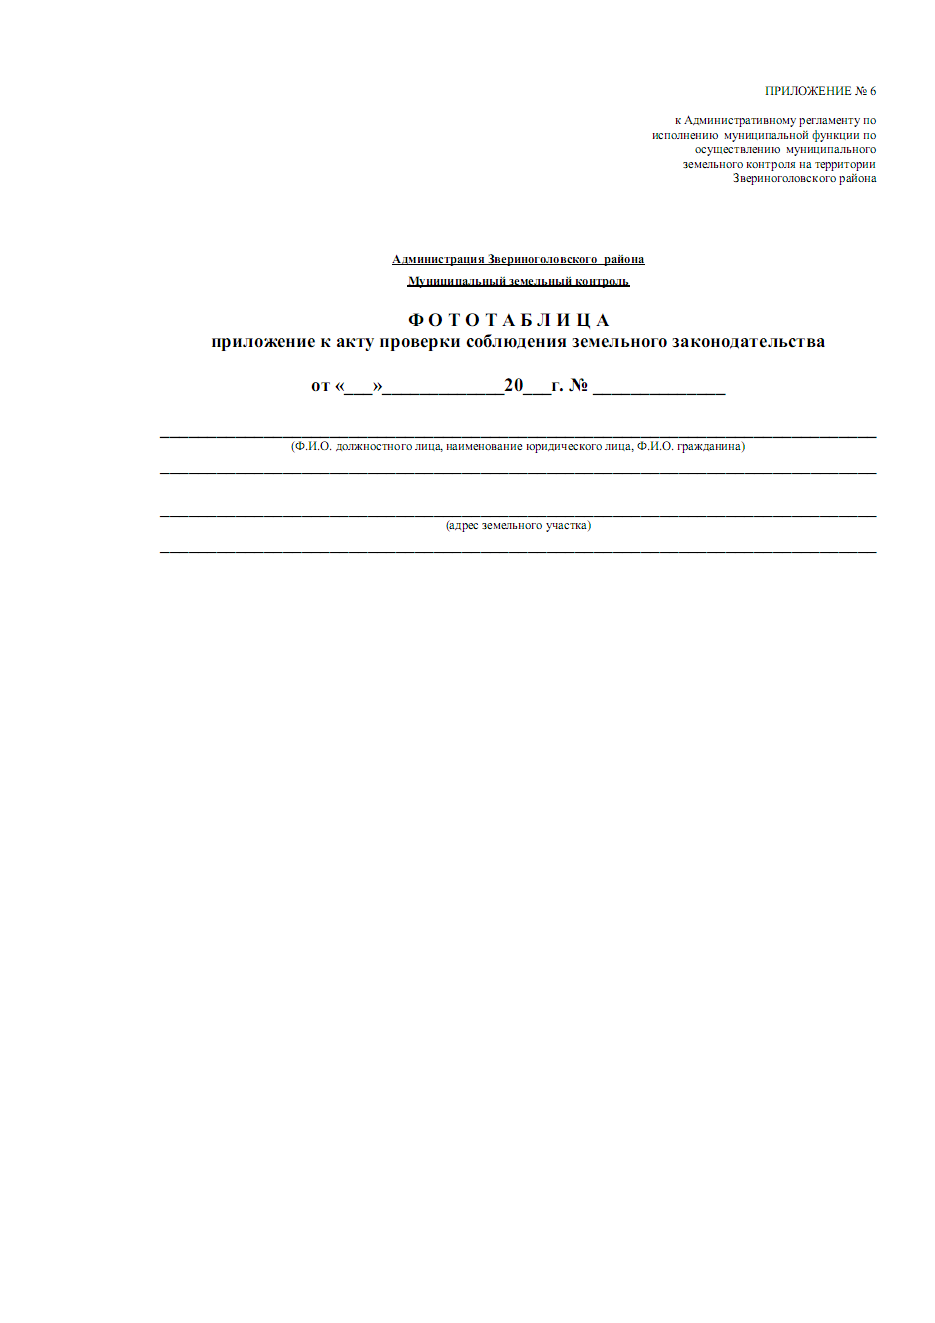 ПРИЛОЖЕНИЕ № 6
к Административному регламенту по
исполнению муниципальной функции по
осуществлению муниципального
земельного контроля на территории
Звериноголовского района
Администрация Звериноголовского района
Муниципальный земельный контроль
Ф О Т О Т А Б Л И Ц А
приложение к акту проверки соблюдения земельного законодательства
от «___»_____________20___г. № ______________
(Ф.И.О. должностного лица, наименование юридического лица, Ф.И.О. гражданина)
(адрес земельного участка)